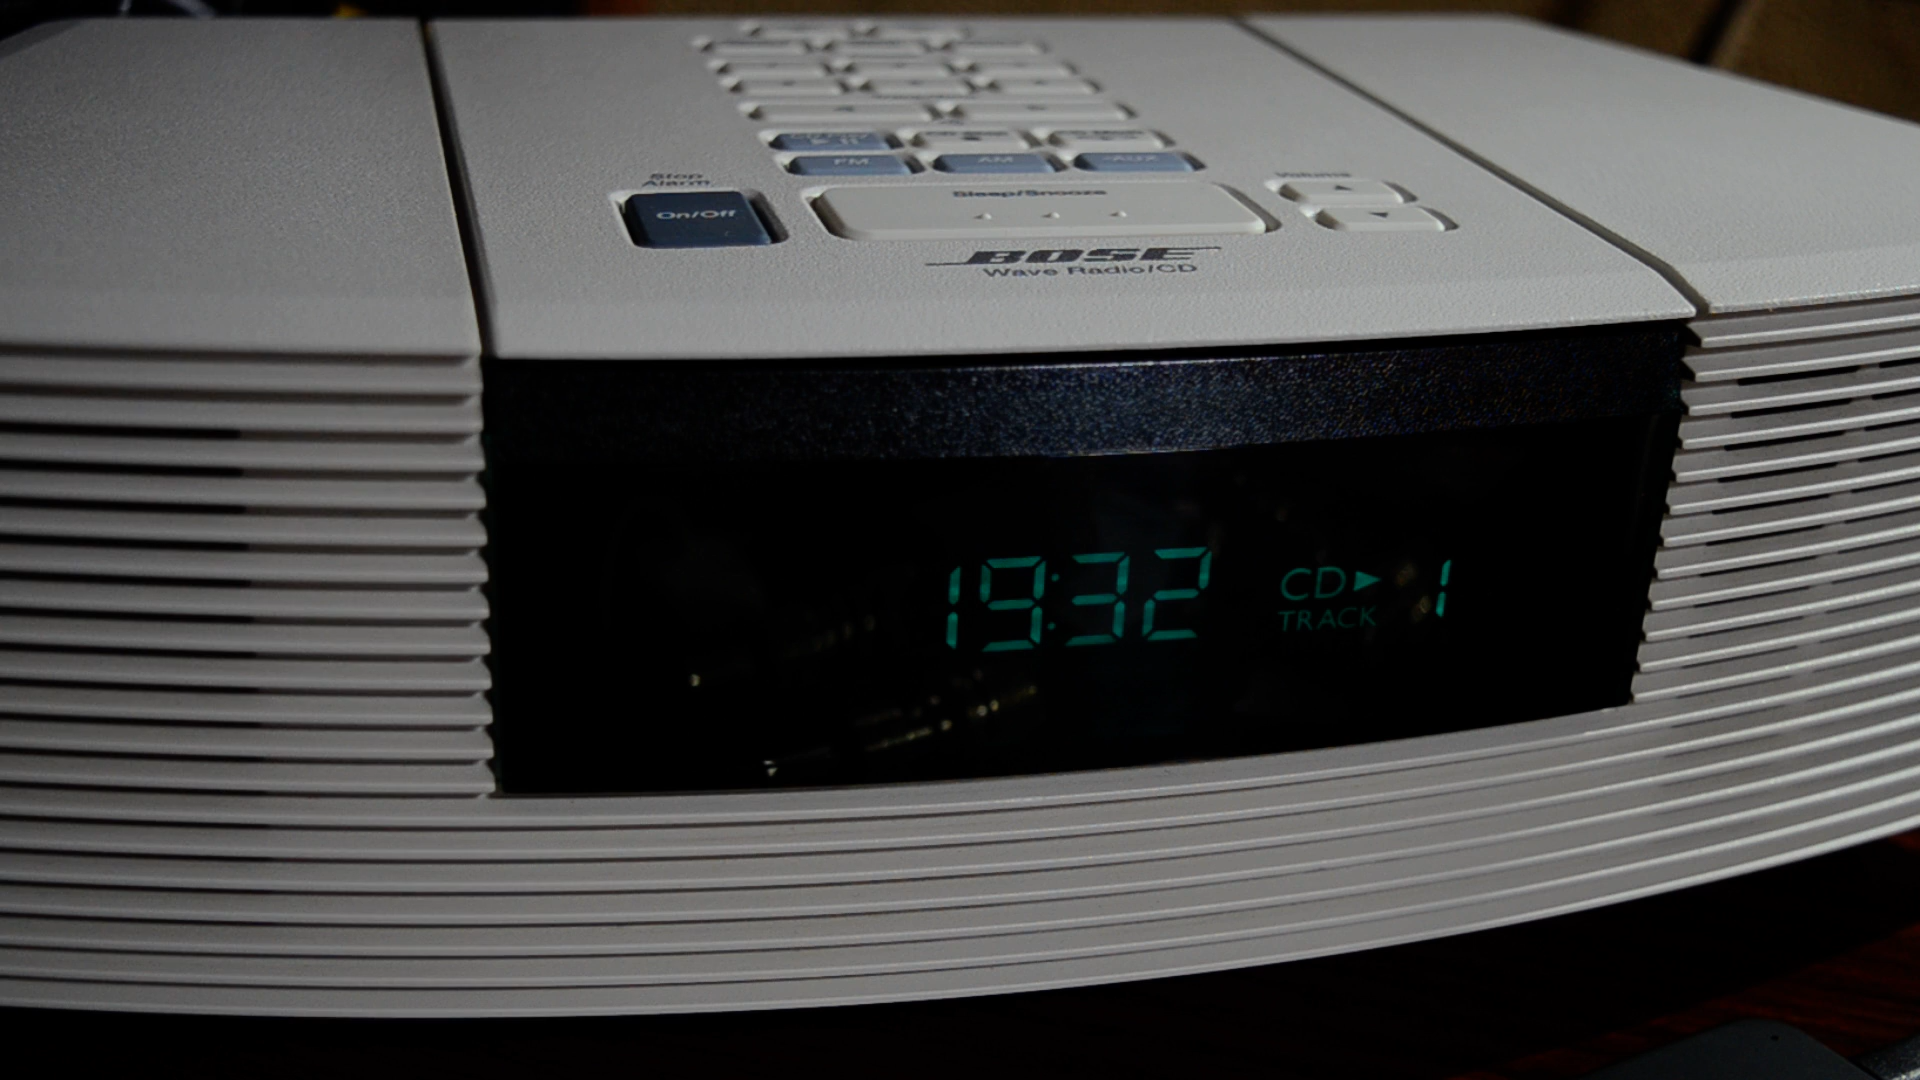 FM AM AUX
Stop
Alarm
On/Off
Sleep/Snooze
Volume
BOSE
Wave Radio/CD
19:32 CD 1
TRACK